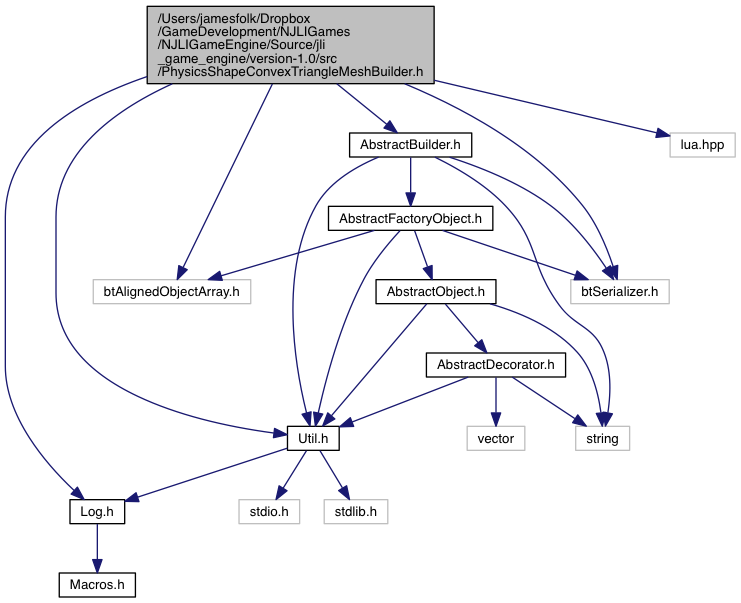 /Users/jamesfolk/Dropbox
/GameDevelopment/NJLIGames
/NJLIGameEngine/Source/jli
_game_engine/version-1.0/src
/PhysicsShapeConvexTriangleMeshBuilder.h
AbstractBuilder.h
lua.hpp
AbstractFactoryObject.h
btAlignedObjectArray.h
AbstractObject.h
btSerializer.h
AbstractDecorator.h
Util.h
vector
string
Log.h
stdio.h
stdlib.h
Macros.h